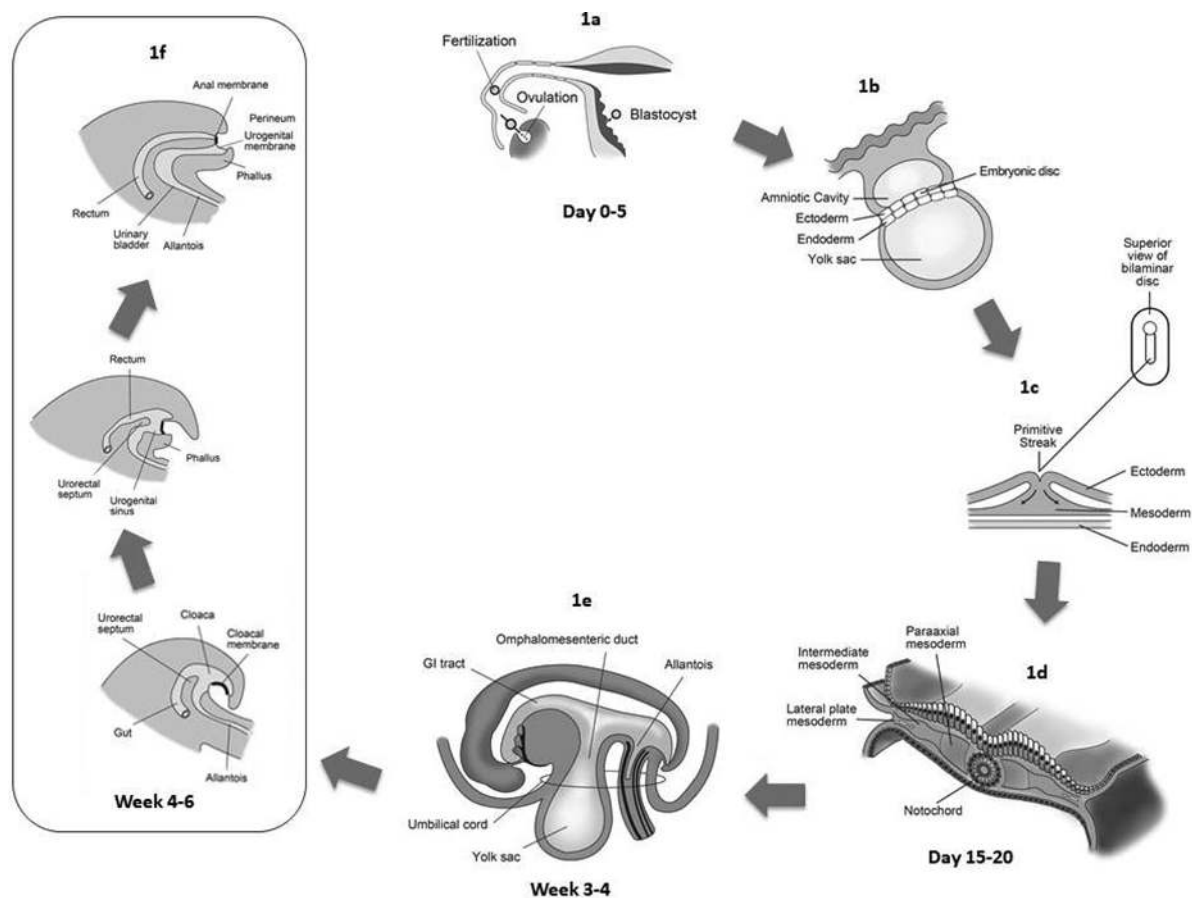 1a
Fertilization
Ovulation
Blastocyst
Day 0-5
1b
Embryonic disc
Amniotic Cavity
Ectoderm
Endoderm
Yolk sac
Superior
view of
bilaminar
disc
1c
Primitive
Streak
Ectoderm
Mesoderm
Endoderm
1d
Paraaxial
mesoderm
Intermediate
mesoderm
Lateral plate
mesoderm
Notochord
Day 15-20
1e
Omphalomesenteric duct
GI tract
Allantois
Umbilical cord
Yolk sac
Week 3-4
1f
Anal membrane
Perineum
Urogenital
membrane
Phallus
Rectum
Urinary
bladder
Allantois
Rectum
Phallus
Urorectal
septum
Urogenital
sinus
Cloaca
Urorectal
septum
Cloacal
membrane
Gut
Allantois
Week 4-6